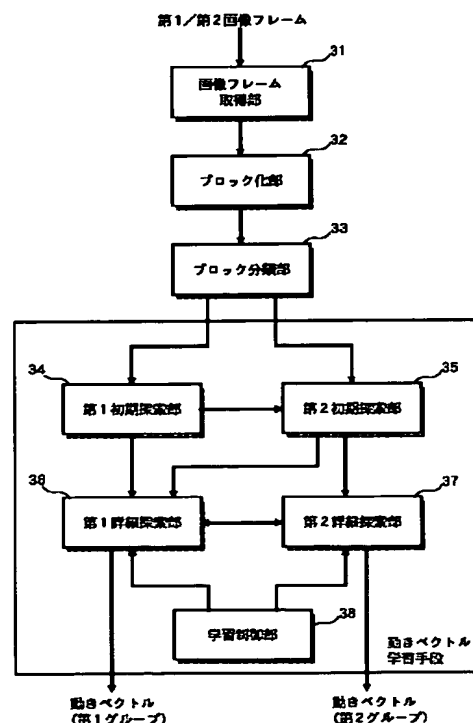 第1/第2画像フレーム
31
画像フレーム
取得部
32
ブロック化部
33
ブロック分類部
34
第1初期探索部
35
第2初期探索部
36
第1詳細探索部
37
第2詳細探索部
学習制御部
38
動きベクトル
学習手段
動きベクトル
(第1グループ)
動きベクトル
(第2グループ)